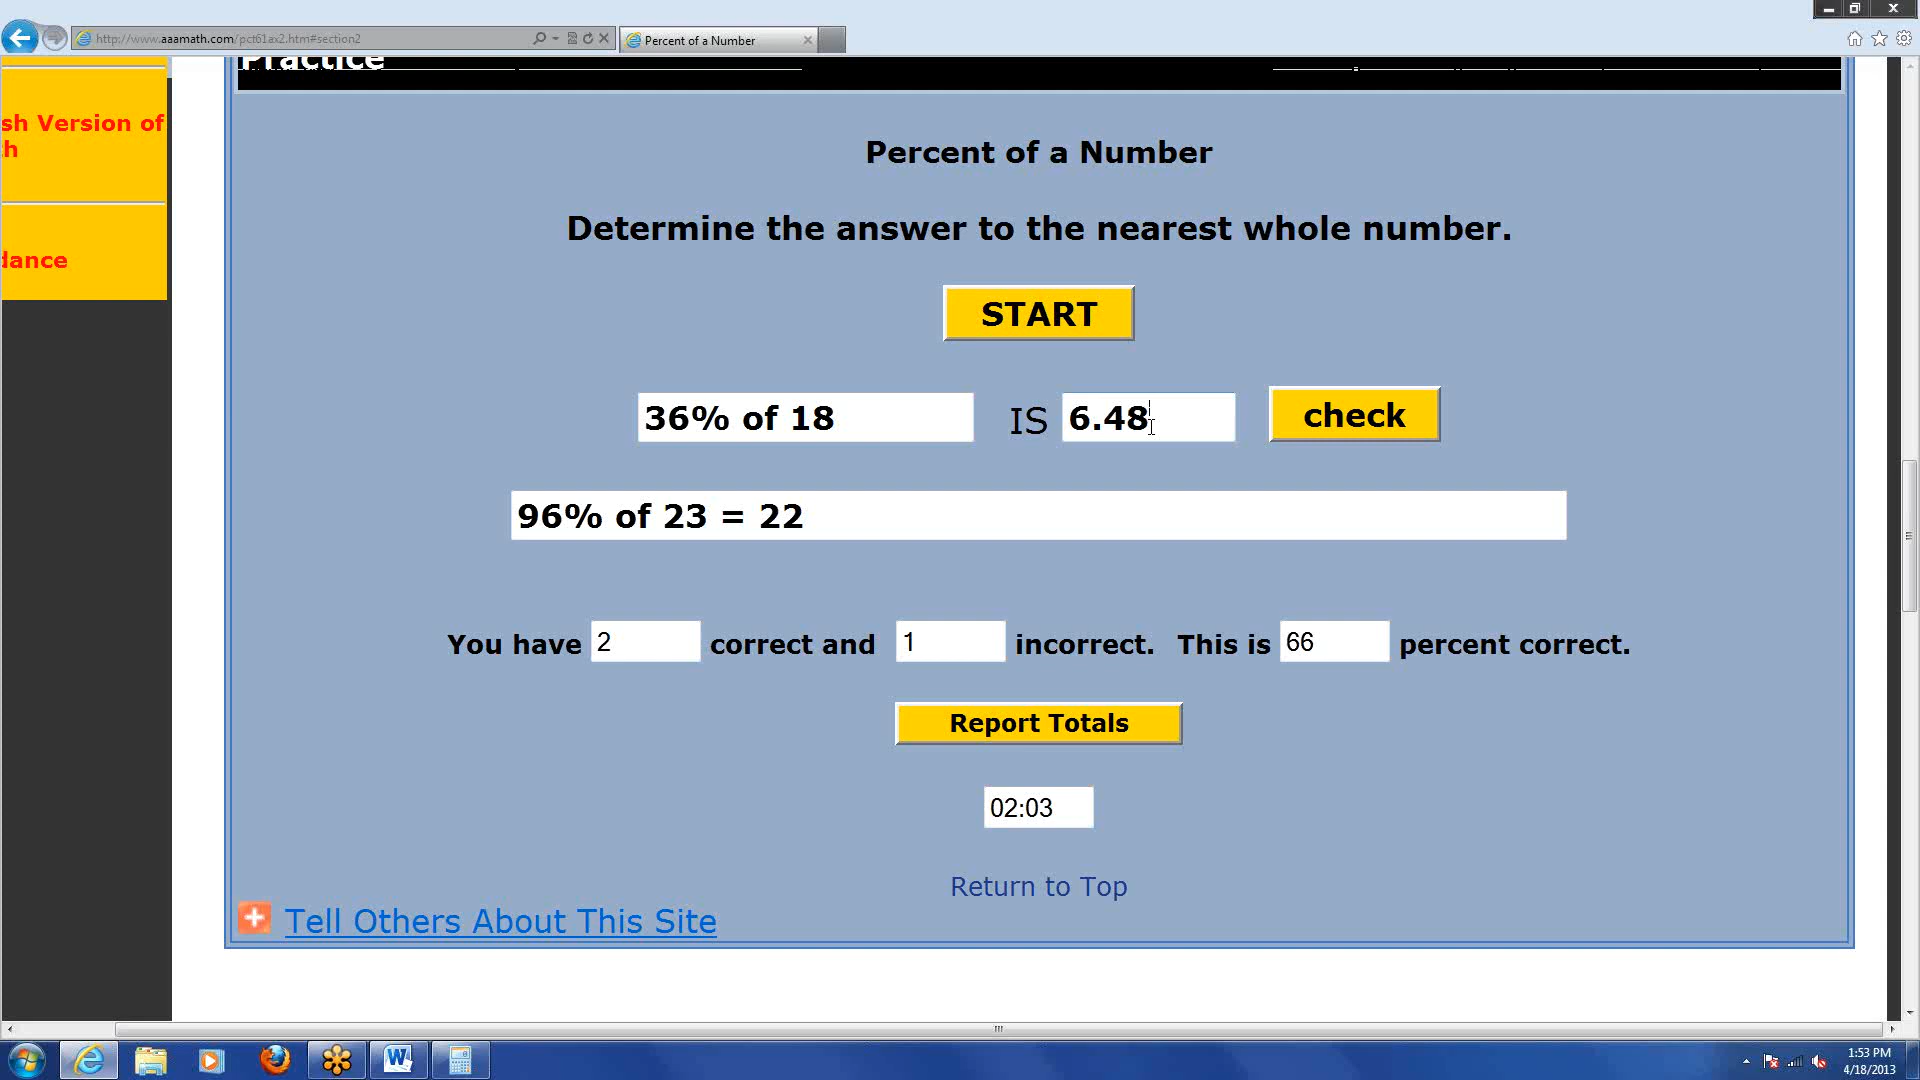 http://www.aaamath.com/pct61ax2.htm#section2
Percent of a Number
Practice
sh Version of
h
dance
Percent of a Number
Determine the answer to the nearest whole number.
START
36% of 18 IS 6.48 check
96% of 23 = 22
You have 2 correct and 1 incorrect. This is 66 percent correct.
Report Totals
02:03
Return to Top
Tell Others About This Site
1:53 PM
4/18/2013